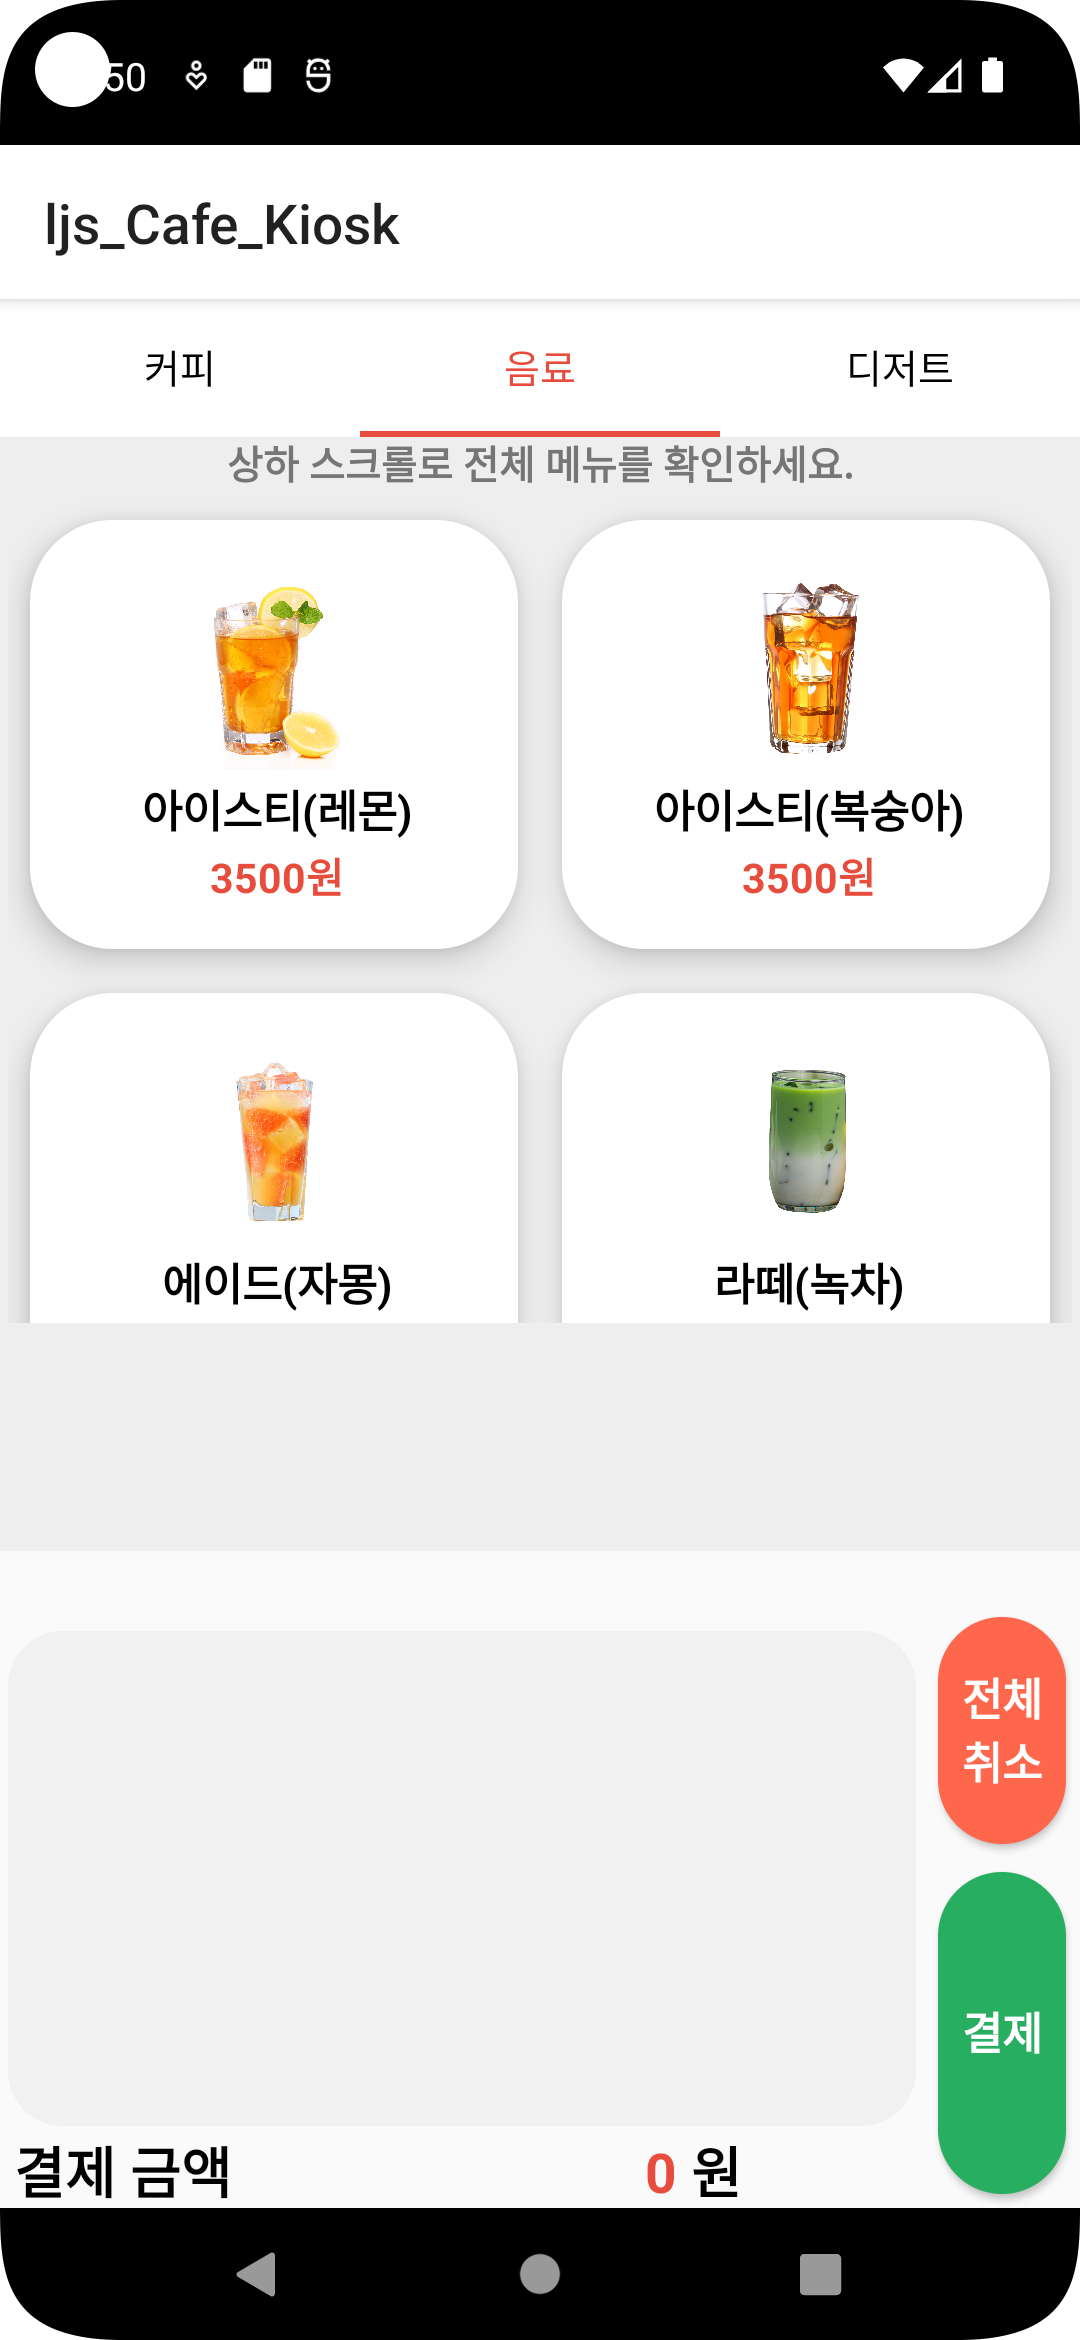 50
ljs_Cafe_Kiosk
커피 음료 디저트
상하 스크롤로 전체 메뉴를 확인하세요.
아이스티(레몬) 아이스티(복숭아)
3500원 3500원
에이드(자몽) 라떼(녹차)
전체
취소
결제
결제 금액 0 원